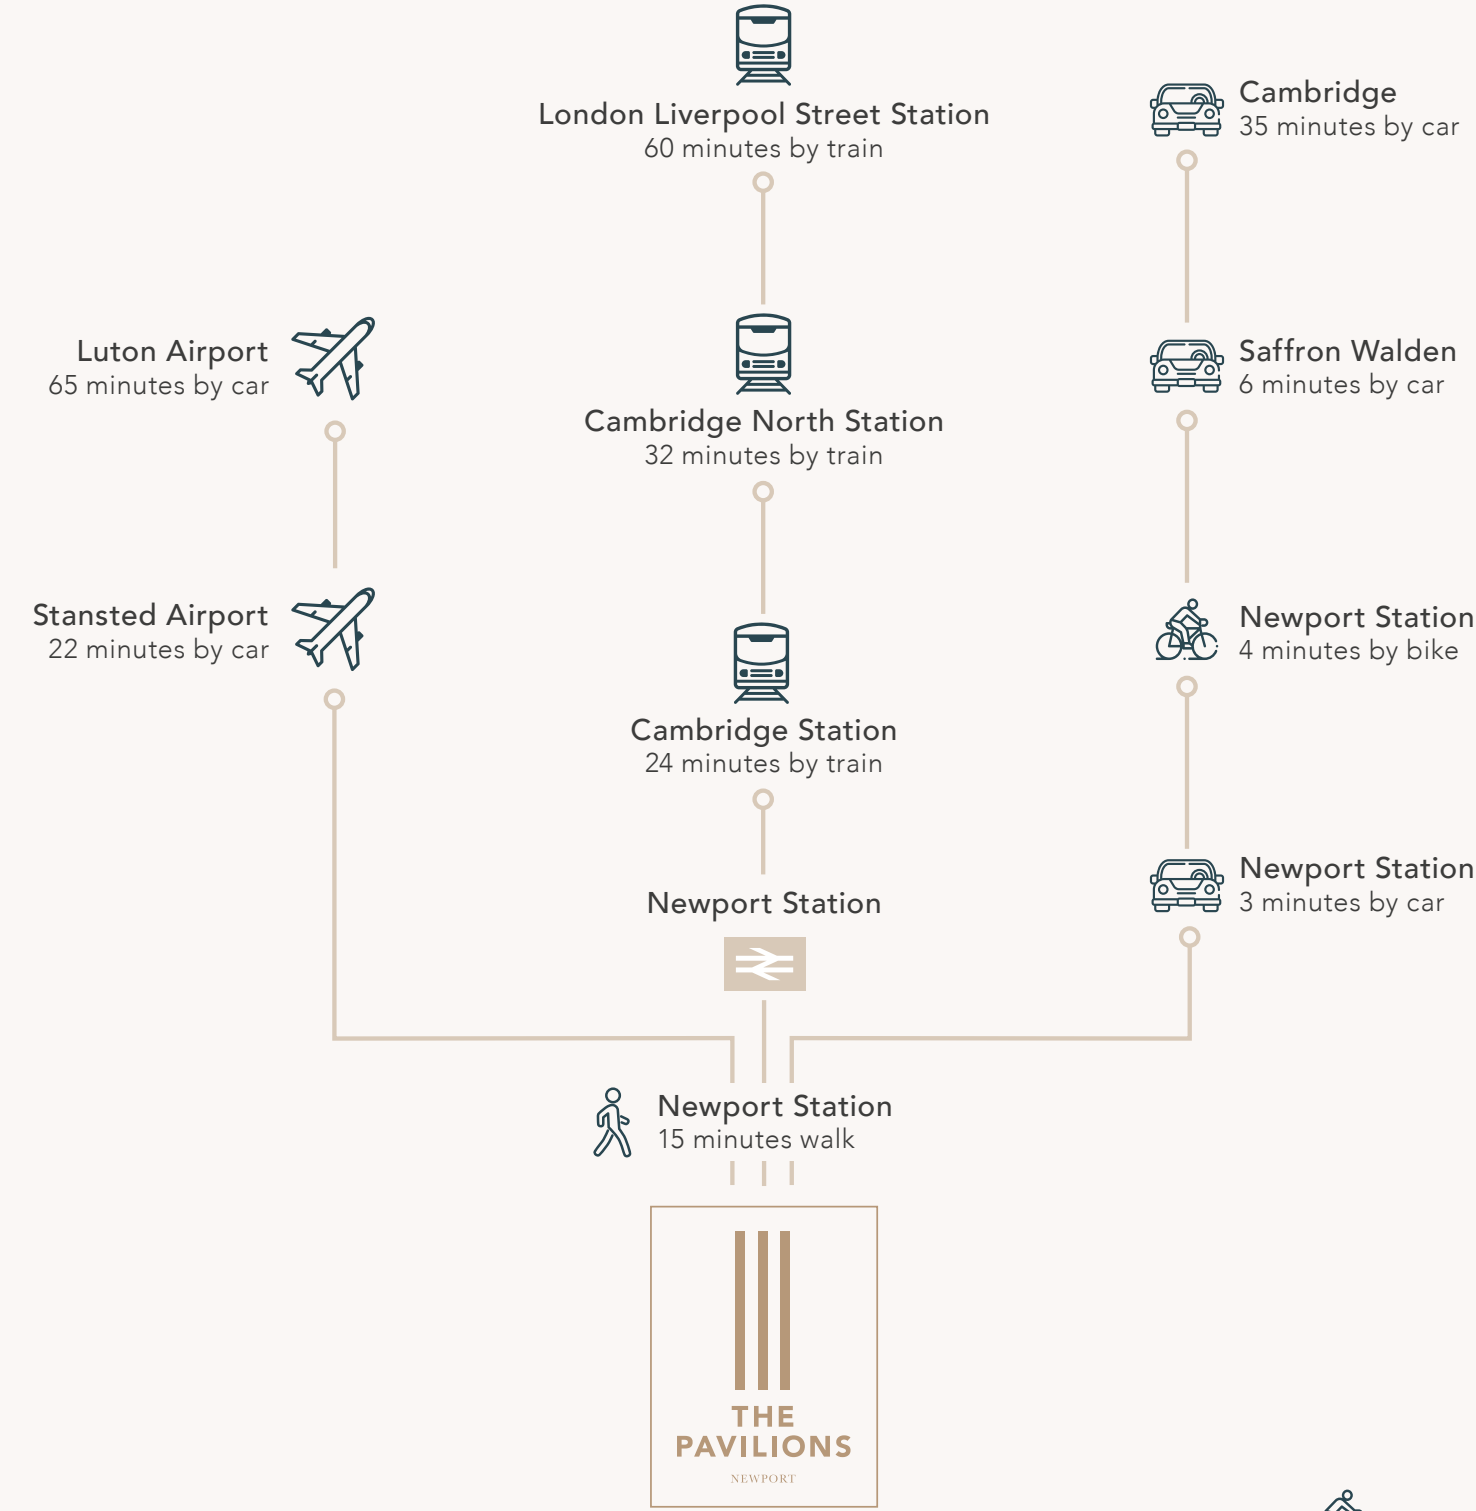 London Liverpool Street Station
60 minutes by train
Cambridge
35 minutes by car
Luton Airport
65 minutes by car
Cambridge North Station
32 minutes by train
Saffron Walden
6 minutes by car
Stansted Airport
22 minutes by car
Cambridge Station
24 minutes by train
Newport Station
4 minutes by bike
Newport Station
Newport Station
3 minutes by car
Newport Station
15 minutes walk
THE
PAVILIONS
NEWPORT